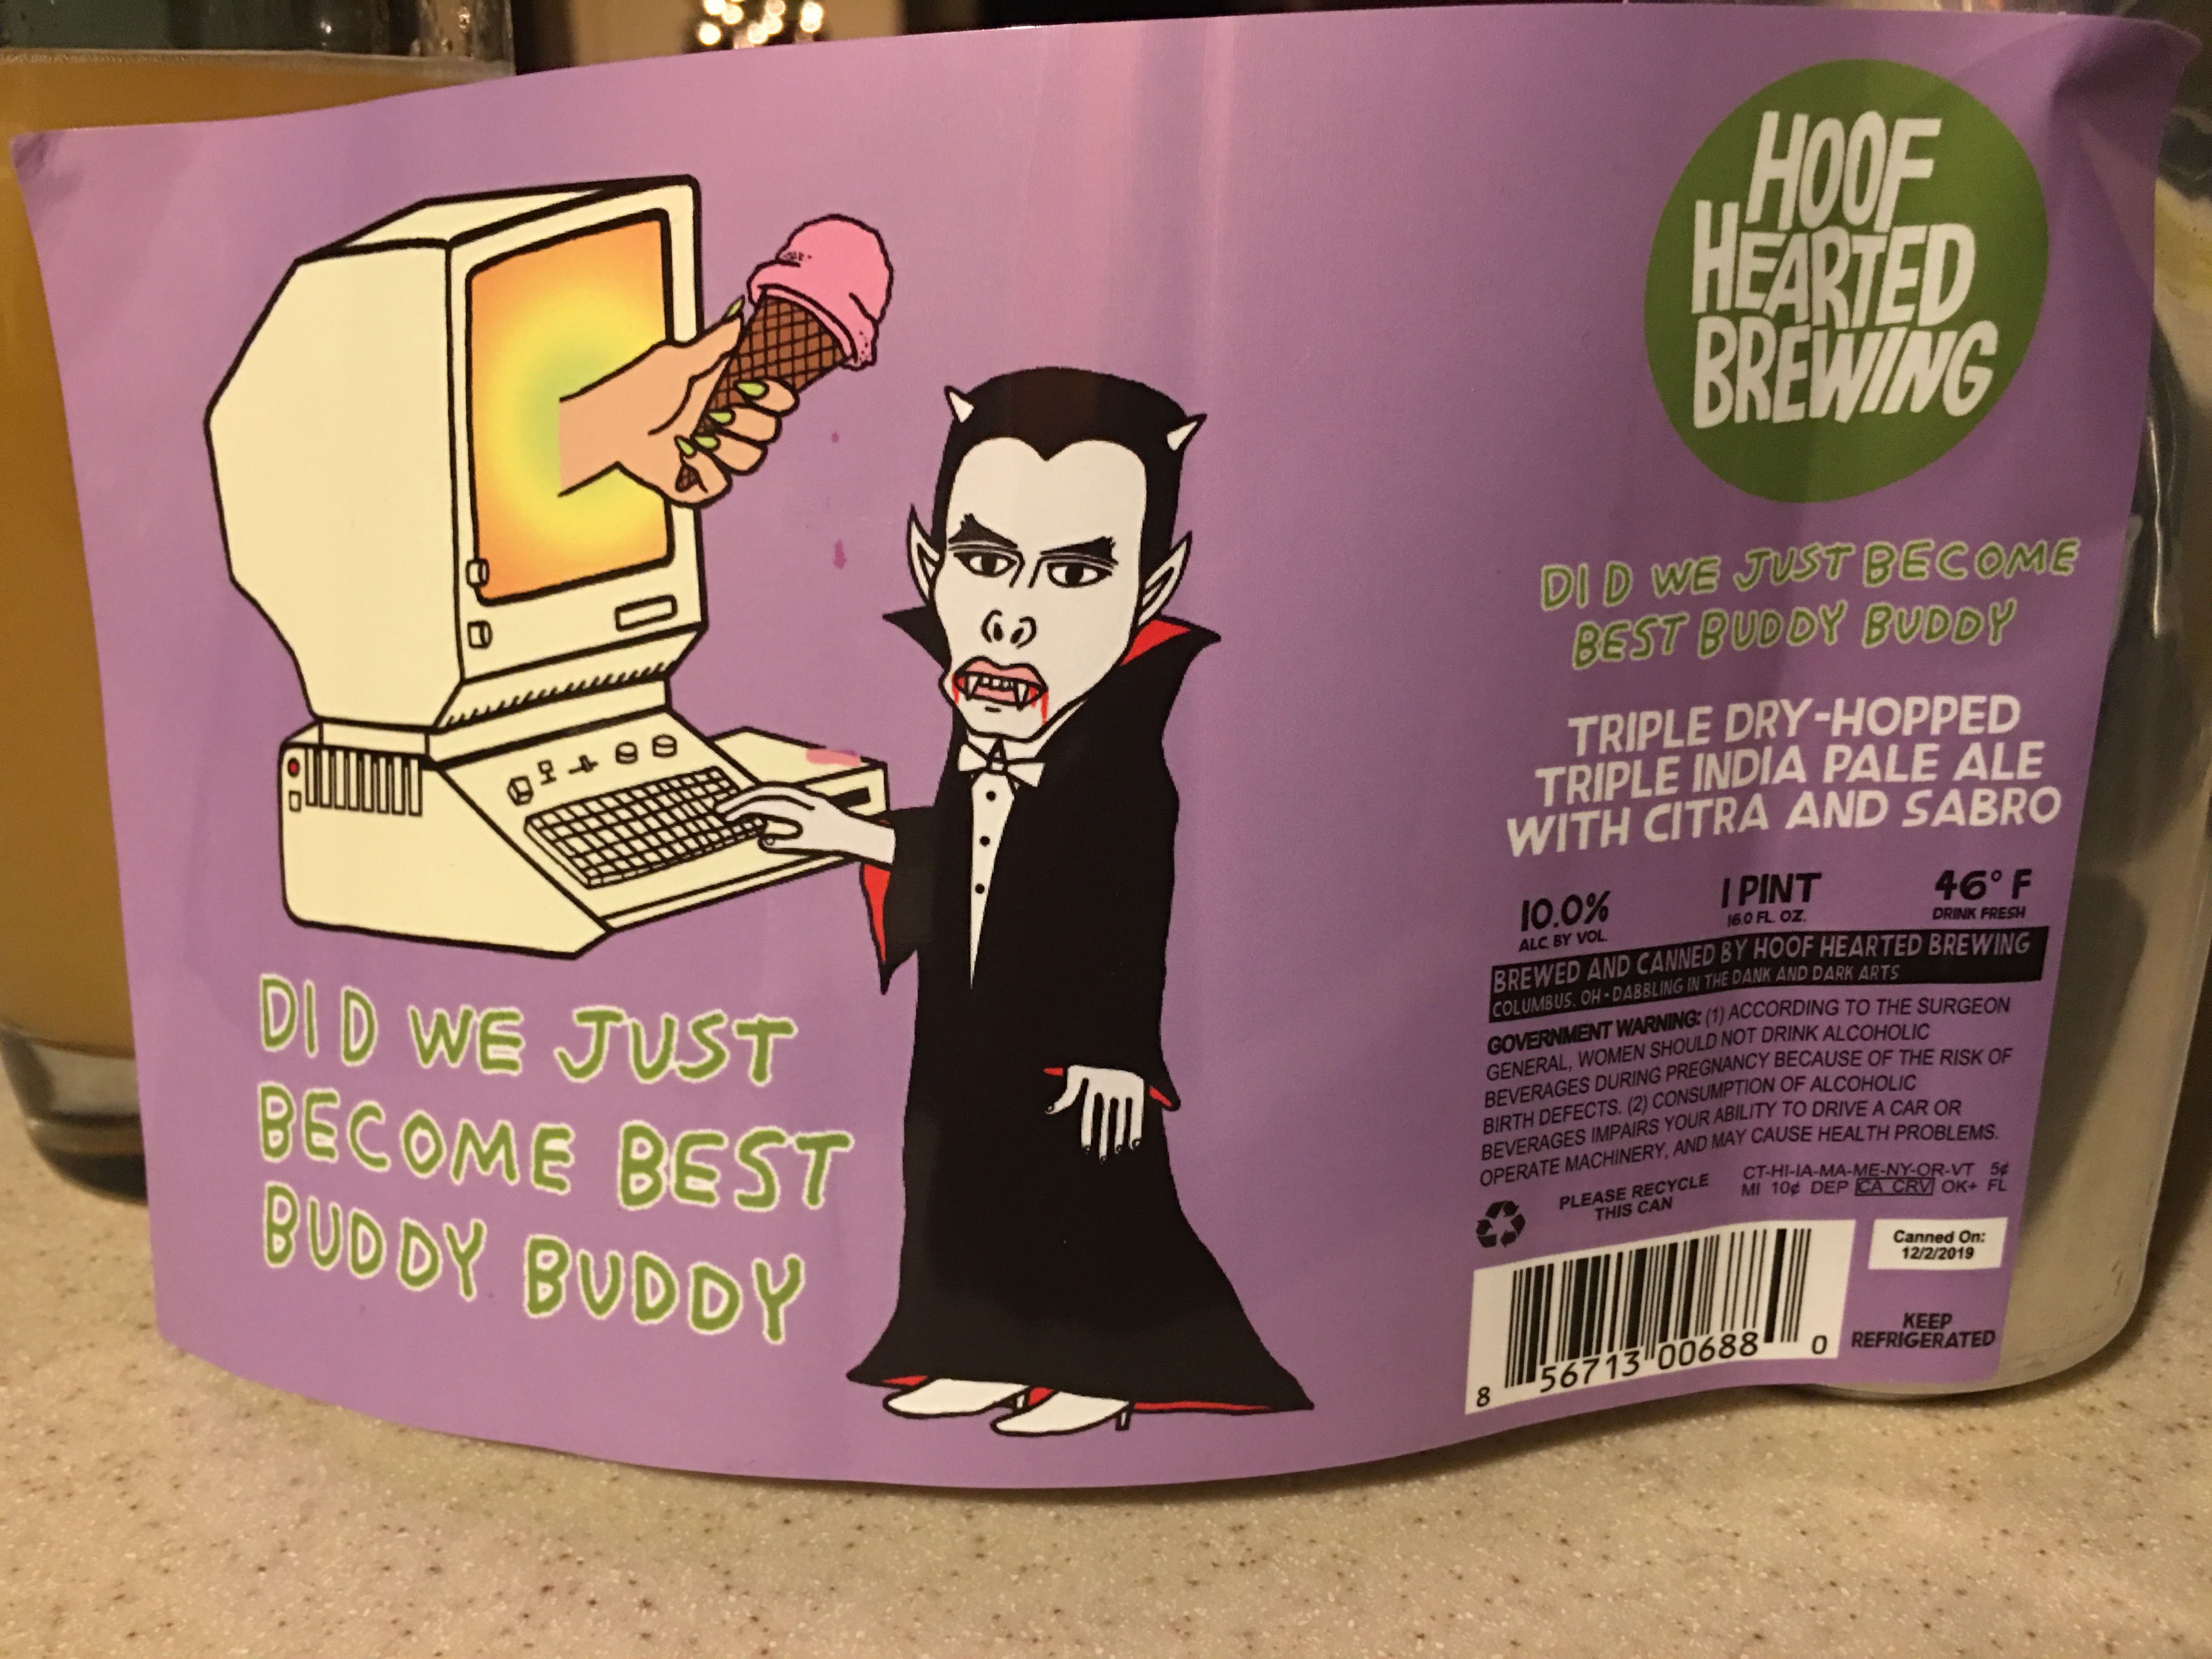 DID WE JUST
BECOME BEST
BUDDY BUDDY
HOOF
HEARTED
BREWING
DID WE JUST BECOME
BEST BUDDY BUDDY
TRIPLE DRY-HOPPED
TRIPLE INDIA PALE ALE
WITH CITRA AND SABRO
10.0% 1 PINT 46° F
ALC. BY VOL. 16.0 FL. OZ. DRINK FRESH
BREWED AND CANNED BY HOOF HEARTED BREWING
COLUMBUS, OH - DABBLING IN THE DANK AND DARK ARTS
GOVERNMENT WARNING: (1) ACCORDING TO THE SURGEON
GENERAL, WOMEN SHOULD NOT DRINK ALCOHOLIC
BEVERAGES DURING PREGNANCY BECAUSE OF THE RISK OF
BIRTH DEFECTS. (2) CONSUMPTION OF ALCOHOLIC
BEVERAGES IMPAIRS YOUR ABILITY TO DRIVE A CAR OR
OPERATE MACHINERY, AND MAY CAUSE HEALTH PROBLEMS.
PLEASE RECYCLE
THIS CAN
CT-HI-IA-MA-ME-NY-OR-VT 5¢
MI 10¢ DEP CA CRV OK+ FL
Canned On:
12/2/2019
KEEP
REFRIGERATED
8 56713 00688 0